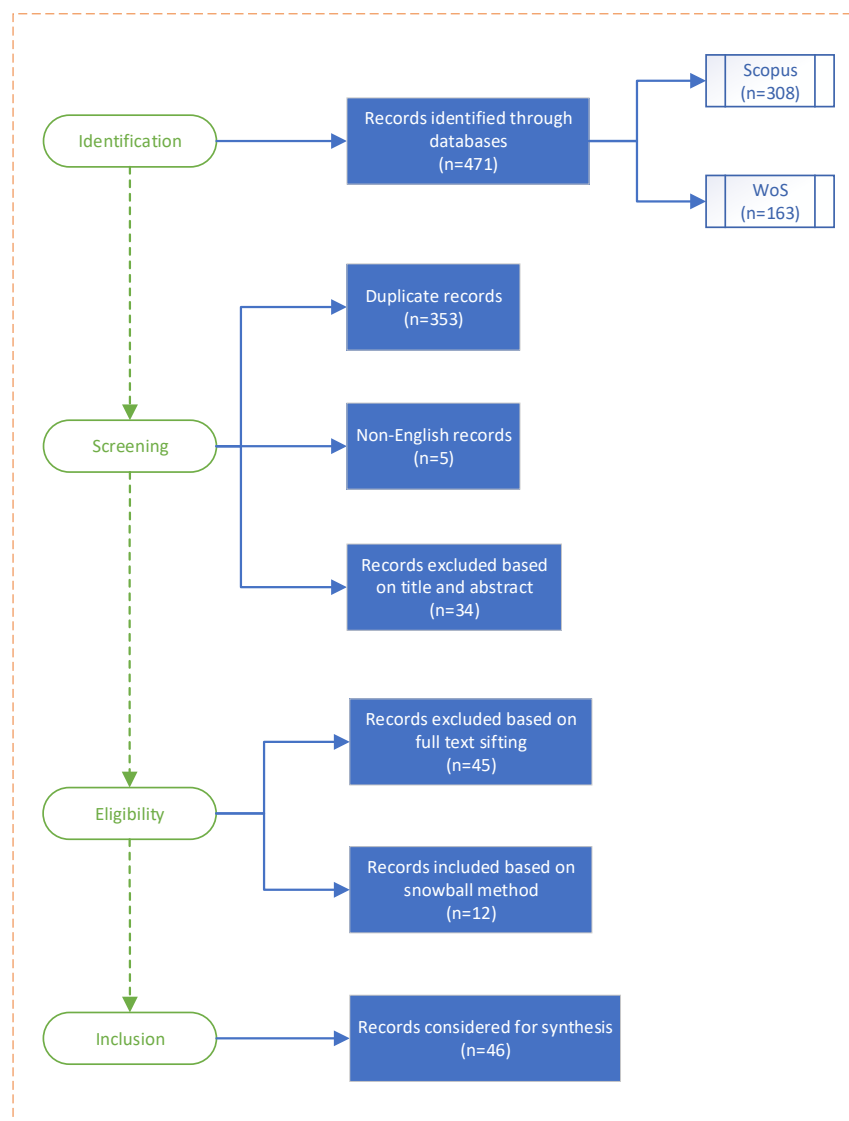 Identification
Records identified through
databases
(n=471)
Scopus
(n=308)
WoS
(n=163)
Screening
Duplicate records
(n=353)
Non-English records
(n=5)
Records excluded based
on title and abstract
(n=34)
Eligibility
Records excluded based on
full text sifting
(n=45)
Records included based on
snowball method
(n=12)
Inclusion
Records considered for synthesis
(n=46)